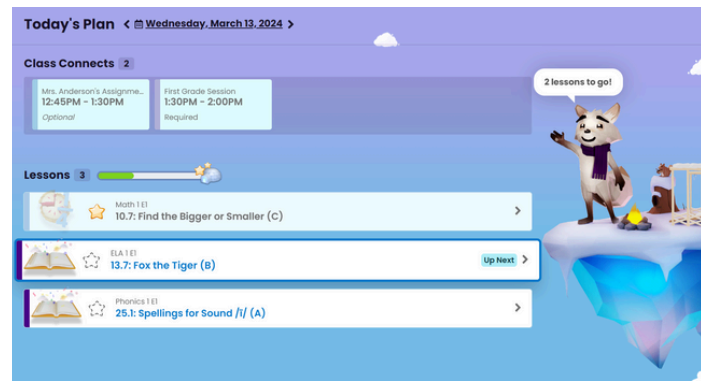 Today's Plan < Wednesday, March 13, 2024 >
Class Connects 2
Mrs. Anderson's Assignme...
12:45PM - 1:30PM
Optional
First Grade Session
1:30PM - 2:00PM
Required
2 lessons to go!
Lessons 3
Math 1 E1
10.7: Find the Bigger or Smaller (C)
ELA 1 E1
13.7: Fox the Tiger (B)
Up Next
Phonics 1 E1
25.1: Spellings for Sound /ī/ (A)